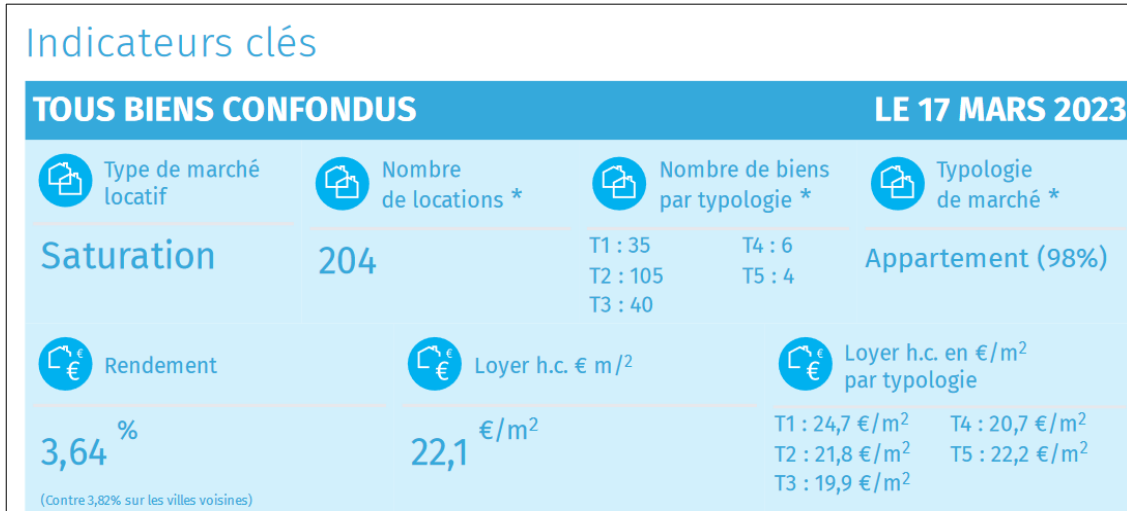 Indicateurs clés
TOUS BIENS CONFONDUS
LE 17 MARS 2023
Type de marché
locatif
Saturation
Nombre
de locations *
204
Nombre de biens
par typologie *
T1 : 35
T2 : 105
T3 : 40
T4 : 6
T5 : 4
Typologie
de marché *
Appartement (98%)
€
€
Rendement
3,64 %
(Contre 3,82% sur les villes voisines)
€
€
Loyer h.c. € m/²
22,1 €/m²
€
€
Loyer h.c. en €/m²
par typologie
T1 : 24,7 €/m²
T2 : 21,8 €/m²
T3 : 19,9 €/m²
T4 : 20,7 €/m²
T5 : 22,2 €/m²